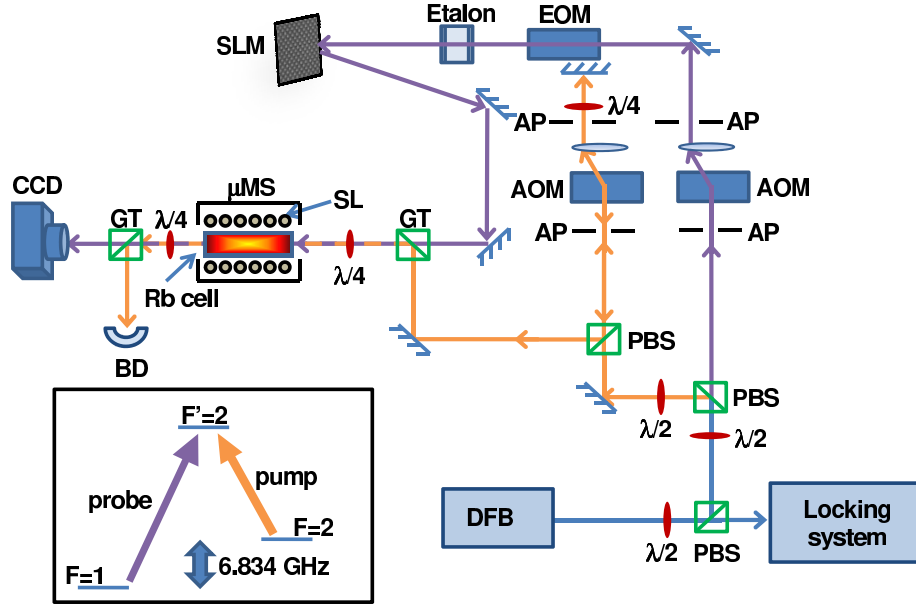 Etalon
EOM
SLM
λ/4
AP
AP
AOM
AOM
CCD
μMS
SL
GT
λ/4
GT
AP
AP
λ/4
Rb cell
BD
PBS
PBS
λ/2
λ/2
F'=2
probe
pump
F=2
F=1
6.834 GHz
DFB
λ/2
PBS
Locking
system